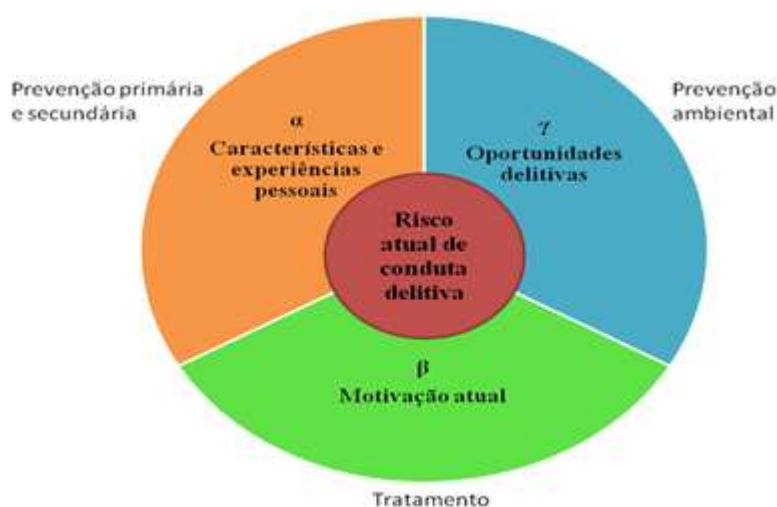 Prevenção primária
e secundária
α
Características e
experiências
pessoais
Prevenção
ambiental
γ
Oportunidades
delitivas
Risco
atual de
conduta
delitiva
β
Motivação atual
Tratamento